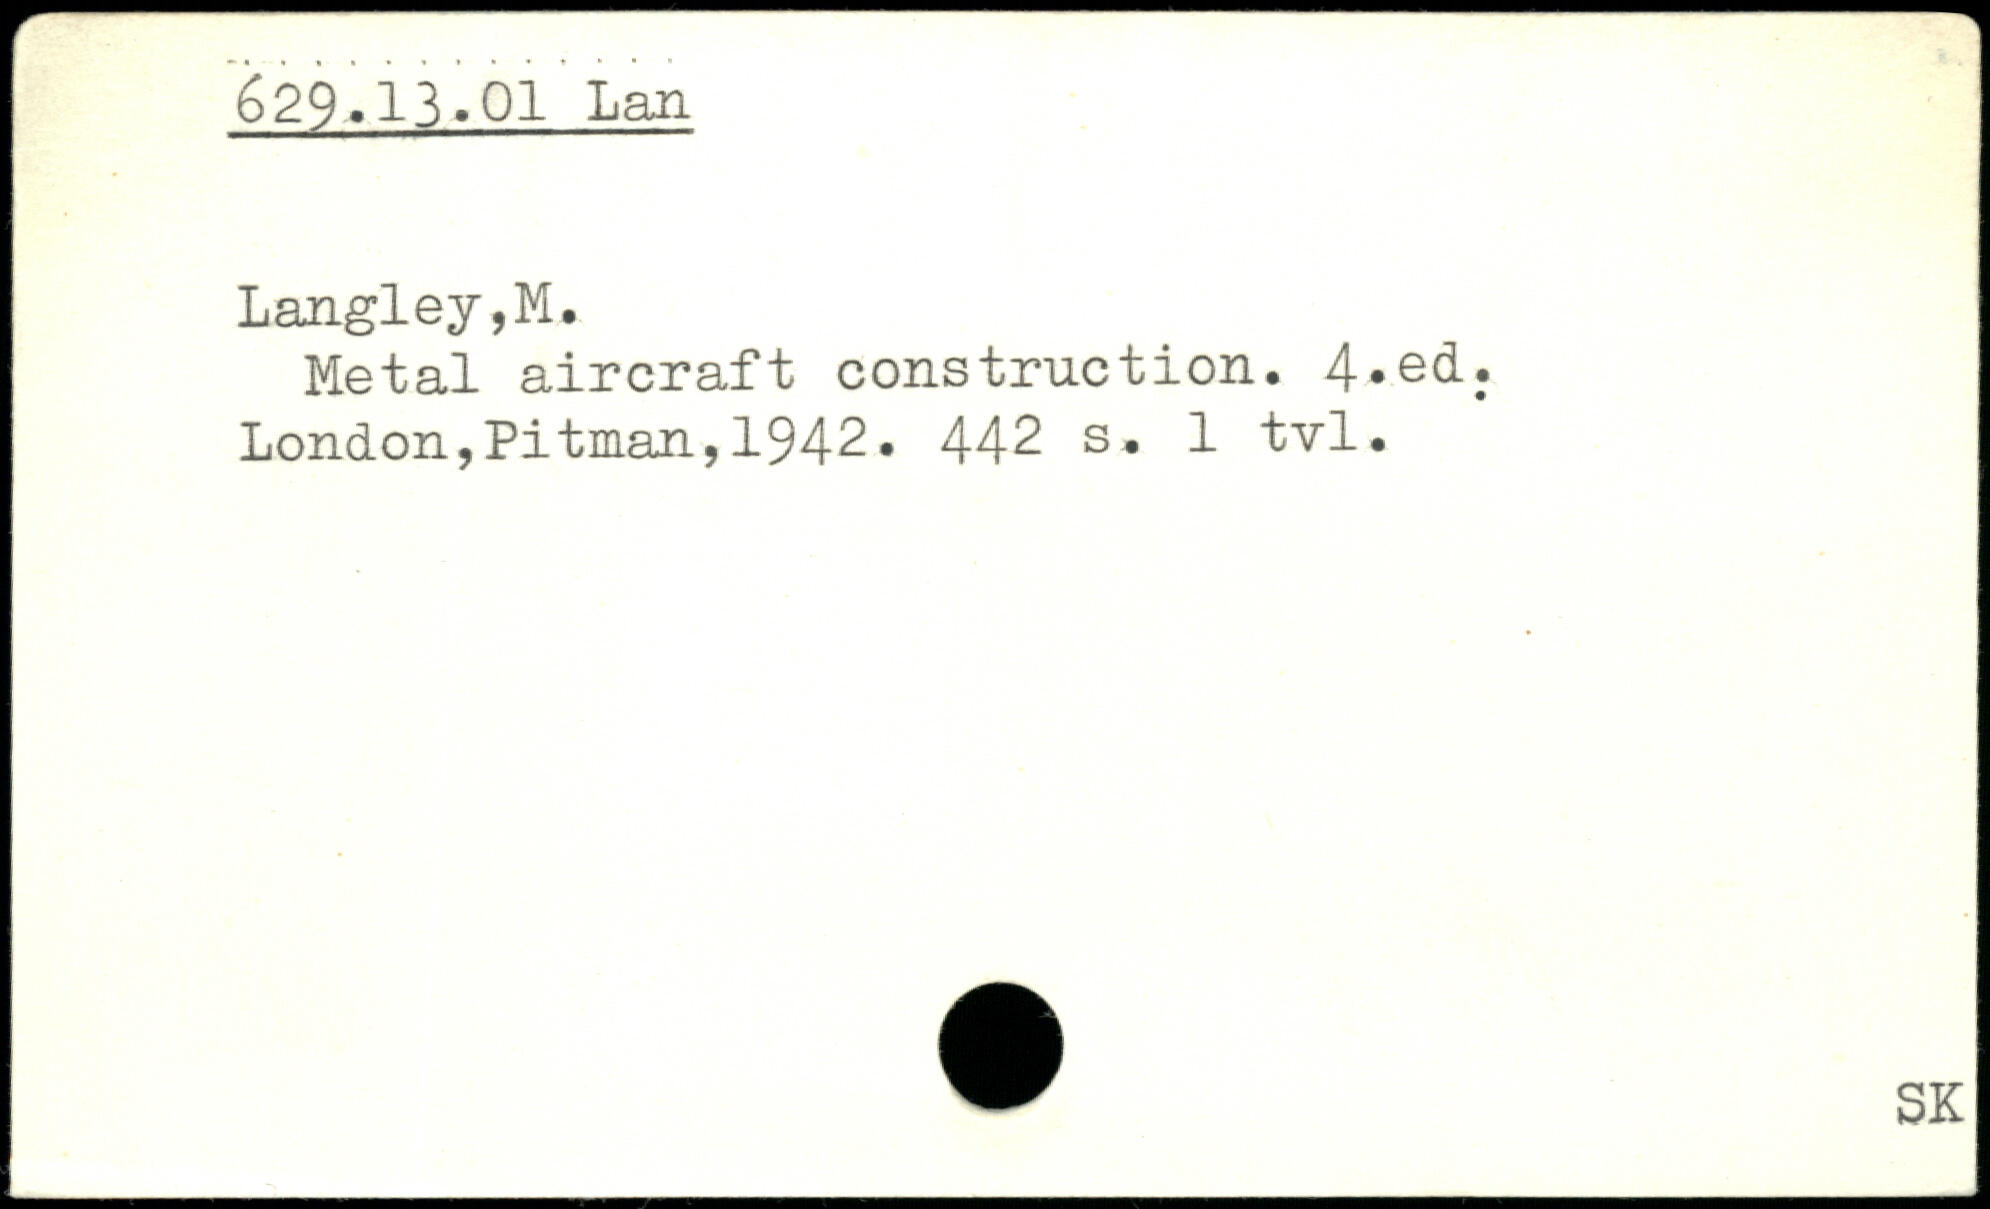 629.13.01 Lan
Langley,M.
Metal aircraft construction. 4.ed.
London,Pitman,1942. 442 s. 1 tvl.
SK